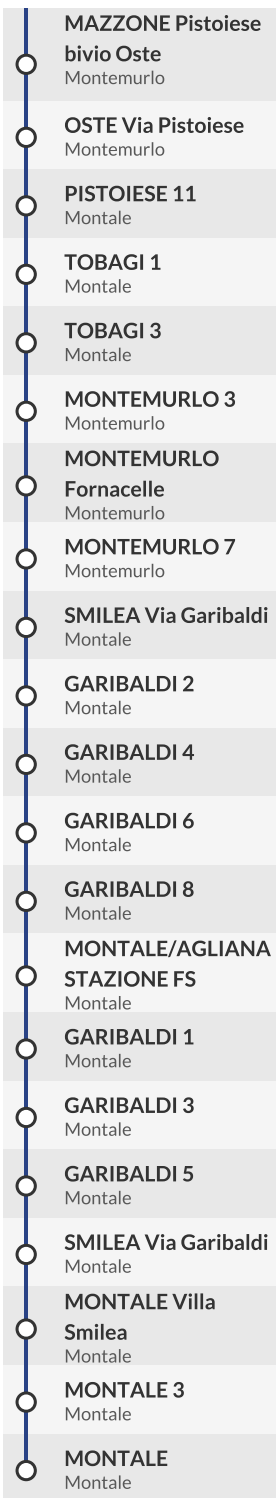 MAZZONE Pistoiese
bivio Oste
Montemurlo
OSTE Via Pistoiese
Montemurlo
PISTOIESE 11
Montale
TOBAGI 1
Montale
TOBAGI 3
Montale
MONTEMURLO 3
Montemurlo
MONTEMURLO
Fornacelle
Montemurlo
MONTEMURLO 7
Montemurlo
SMILEA Via Garibaldi
Montale
GARIBALDI 2
Montale
GARIBALDI 4
Montale
GARIBALDI 6
Montale
GARIBALDI 8
Montale
MONTALE/AGLIANA
STAZIONE FS
Montale
GARIBALDI 1
Montale
GARIBALDI 3
Montale
GARIBALDI 5
Montale
SMILEA Via Garibaldi
Montale
MONTALE Villa
Smilea
Montale
MONTALE 3
Montale
MONTALE
Montale